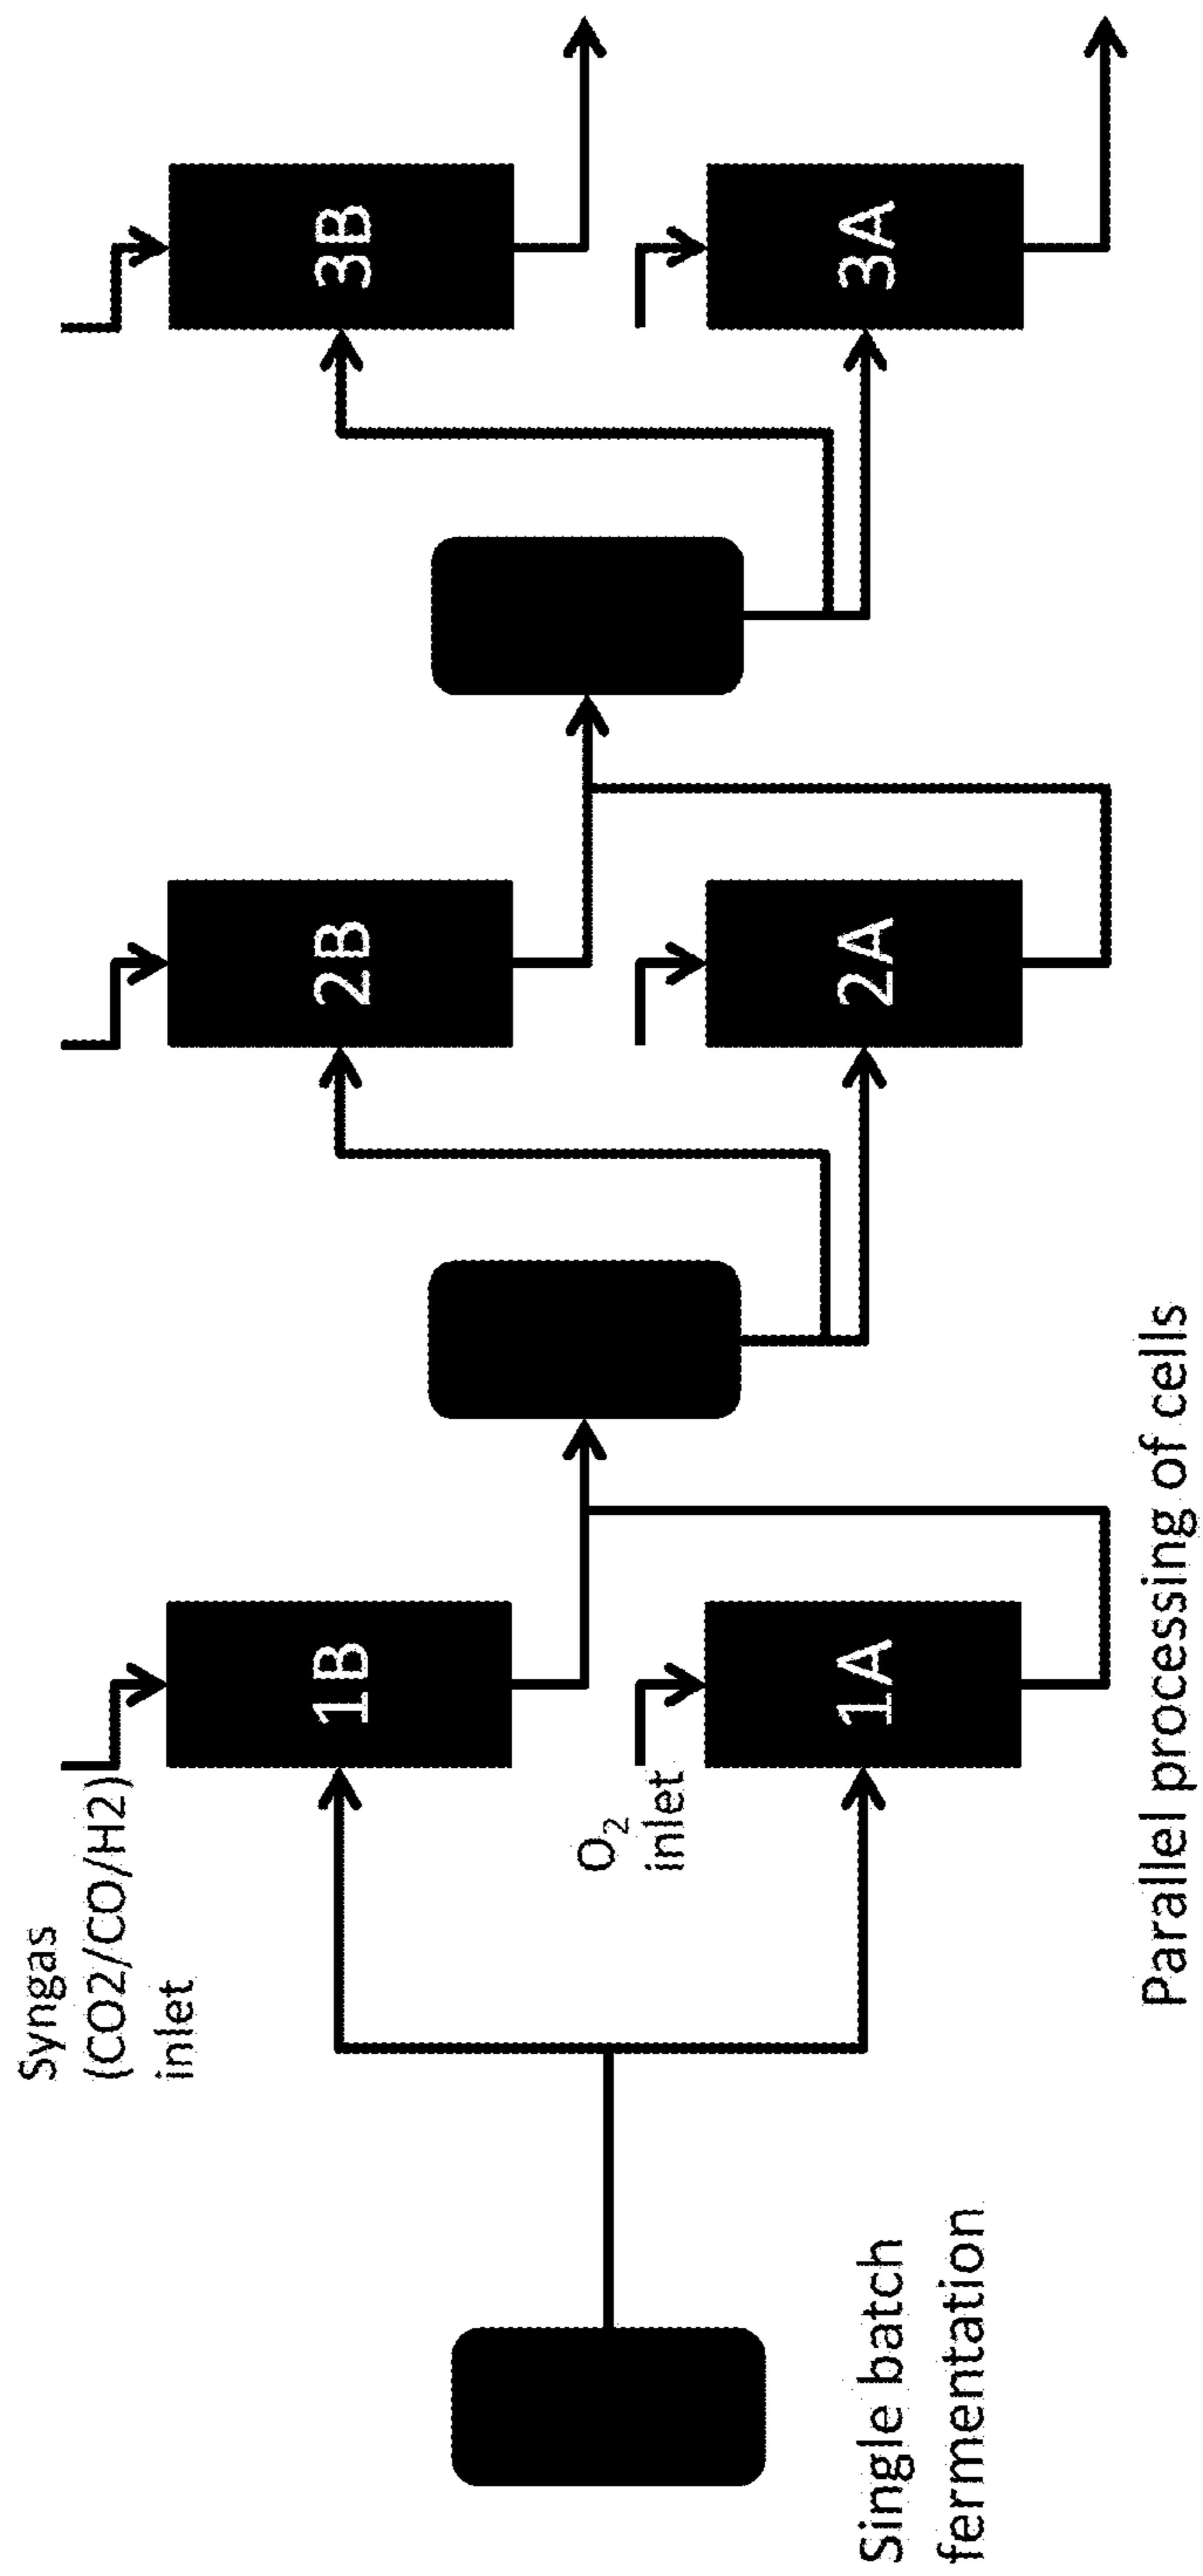 Syngas
(CO2/CO/H2)
inlet
1B
2B
3B
O₂
inlet
1A
2A
3A
Single batch
fermentation
Parallel processing of cells